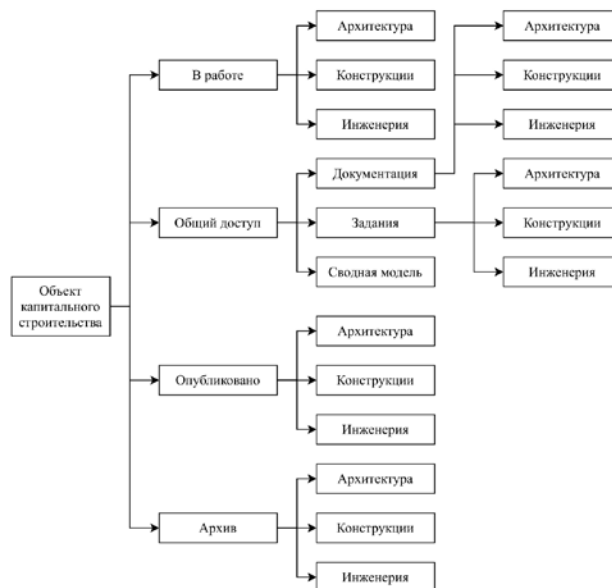 Архитектура
Архитектура
В работе
Конструкции
Конструкции
Инженерия
Инженерия
Документация
Архитектура
Общий доступ
Задания
Конструкции
Сводная модель
Инженерия
Объект
капитального
строительства
Архитектура
Опубликовано
Конструкции
Инженерия
Архитектура
Архив
Конструкции
Инженерия